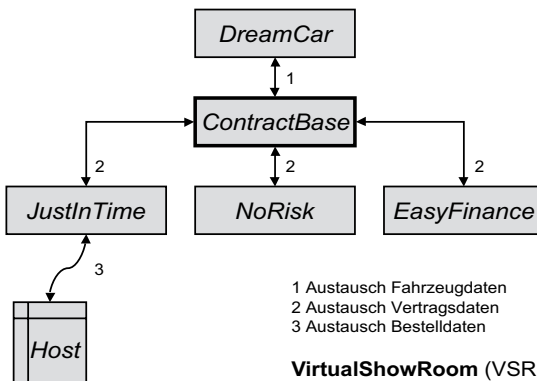 DreamCar
1
ContractBase
2
2
2
JustInTime
NoRisk
EasyFinance
3
1 Austausch Fahrzeugdaten
2 Austausch Vertragsdaten
3 Austausch Bestelldaten
Host
VirtualShowRoom (VSR